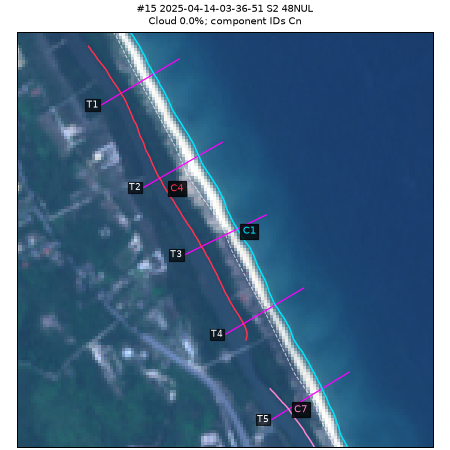 #15 2025-04-14-03-36-51 S2 48NUL
Cloud 0.0%; component IDs Cn
T1
T2
C4
C1
T3
T4
C7
T5